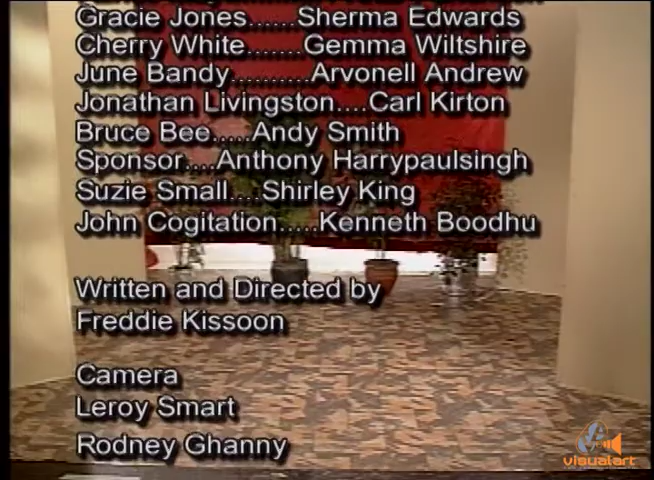 Gracie Jones.......Sherma Edwards
Cherry White........Gemma Wiltshire
June Bandy...........Arvonell Andrew
Jonathan Livingston....Carl Kirton
Bruce Bee.....Andy Smith
Sponsor....Anthony Harrypaulsingh
Suzie Small....Shirley King
John Cogitation.....Kenneth Boodhu
Written and Directed by
Freddie Kissoon
Camera
Leroy Smart
Rodney Ghanny
visualart